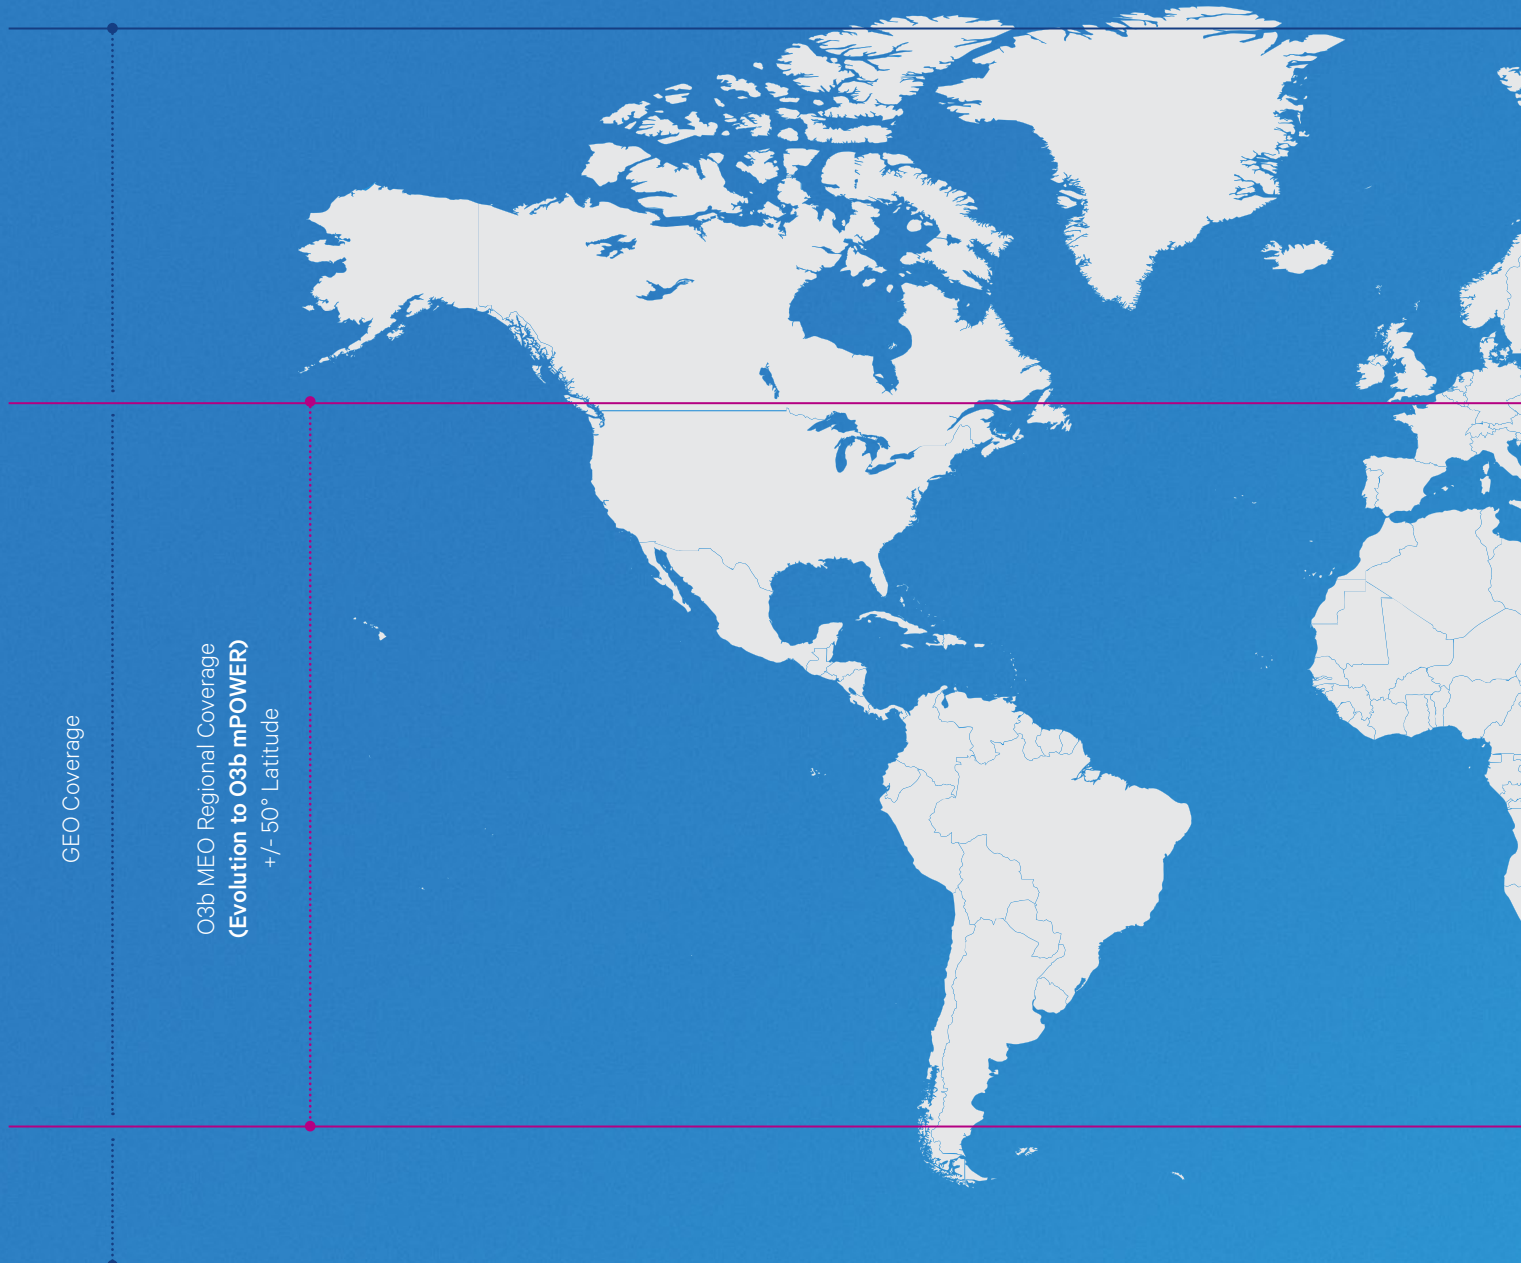 GEO Coverage
O3b MEO Regional Coverage
(Evolution to O3b mPOWER)
+/- 50° Latitude